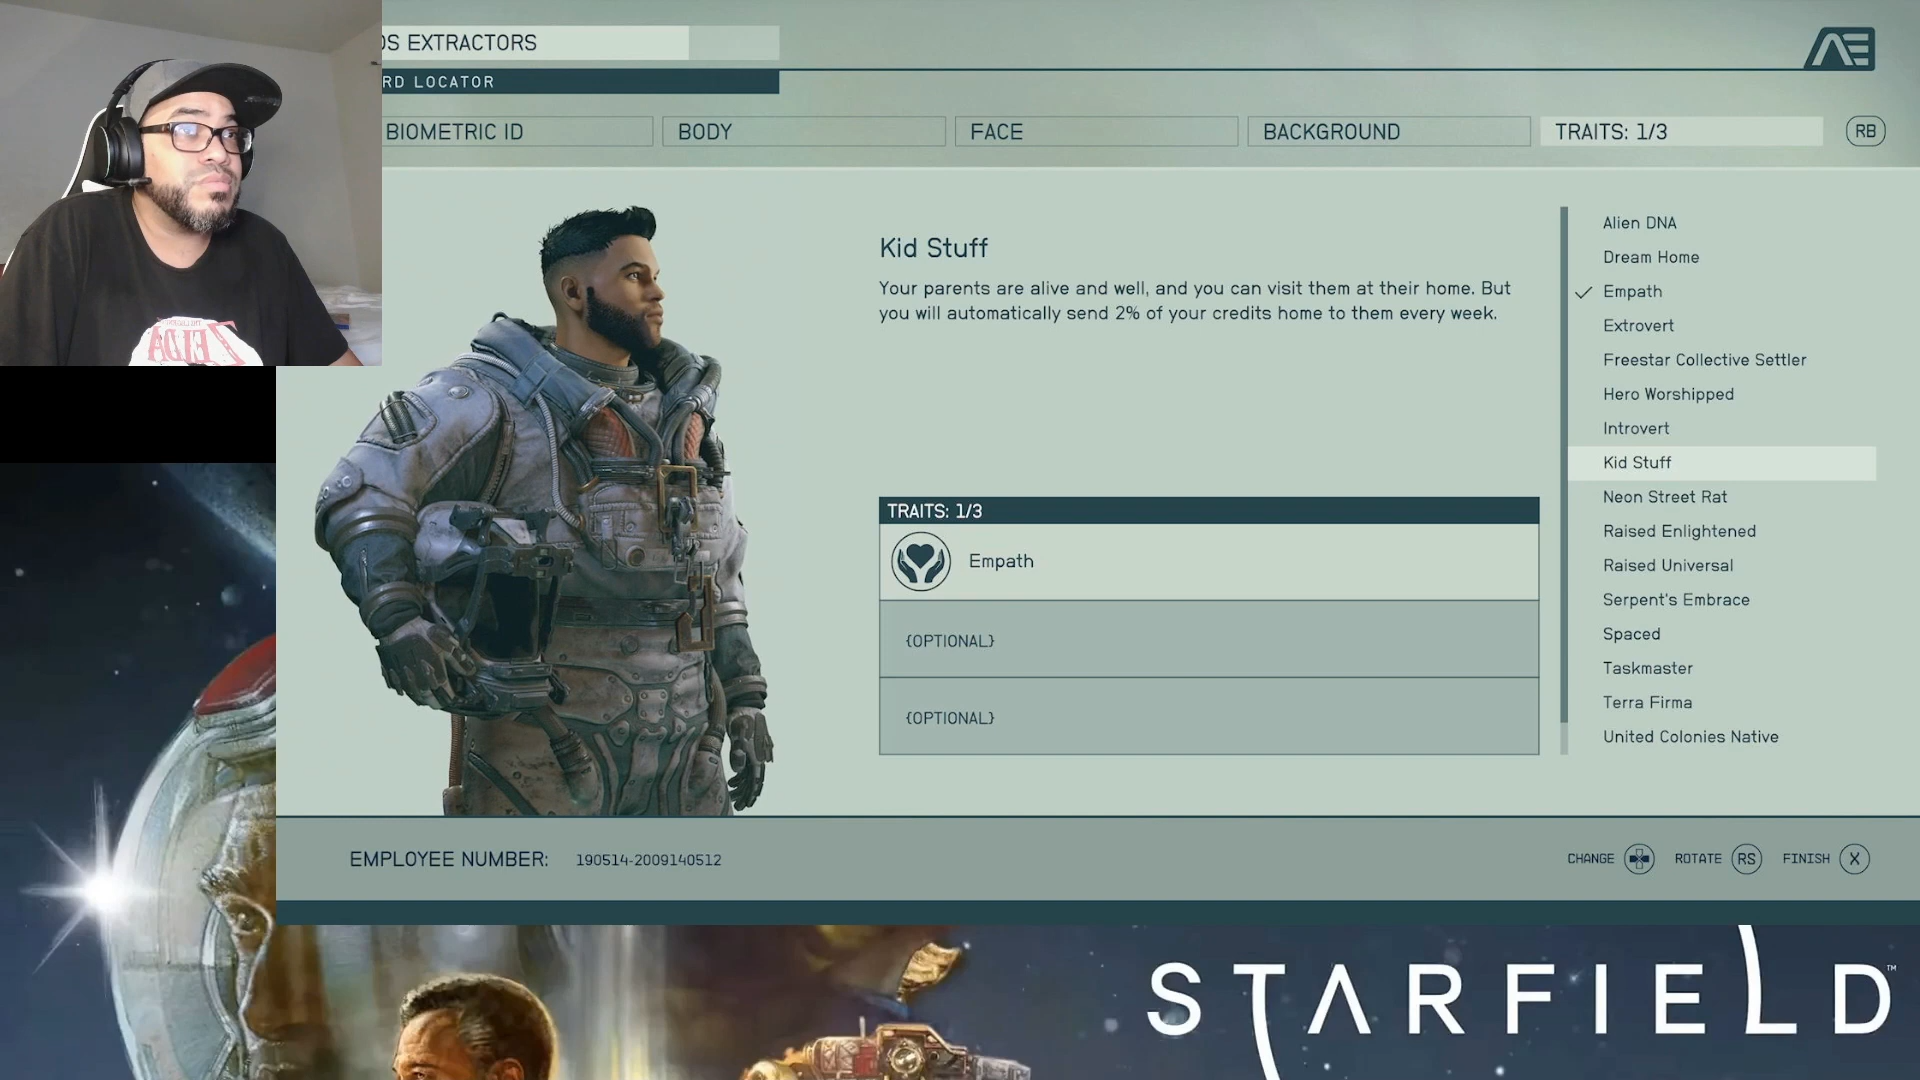 OS EXTRACTORS
RD LOCATOR
BIOMETRIC ID
BODY
FACE
BACKGROUND
TRAITS: 1/3
RB
Kid Stuff
Your parents are alive and well, and you can visit them at their home. But
you will automatically send 2% of your credits home to them every week.
TRAITS: 1/3
Empath
{OPTIONAL}
{OPTIONAL}
Alien DNA
Dream Home
Empath
Extrovert
Freestar Collective Settler
Hero Worshipped
Introvert
Kid Stuff
Neon Street Rat
Raised Enlightened
Raised Universal
Serpent's Embrace
Spaced
Taskmaster
Terra Firma
United Colonies Native
EMPLOYEE NUMBER: 190514-2009140512
CHANGE
ROTATE RS
FINISH X
STARFIELD™
ZELDA